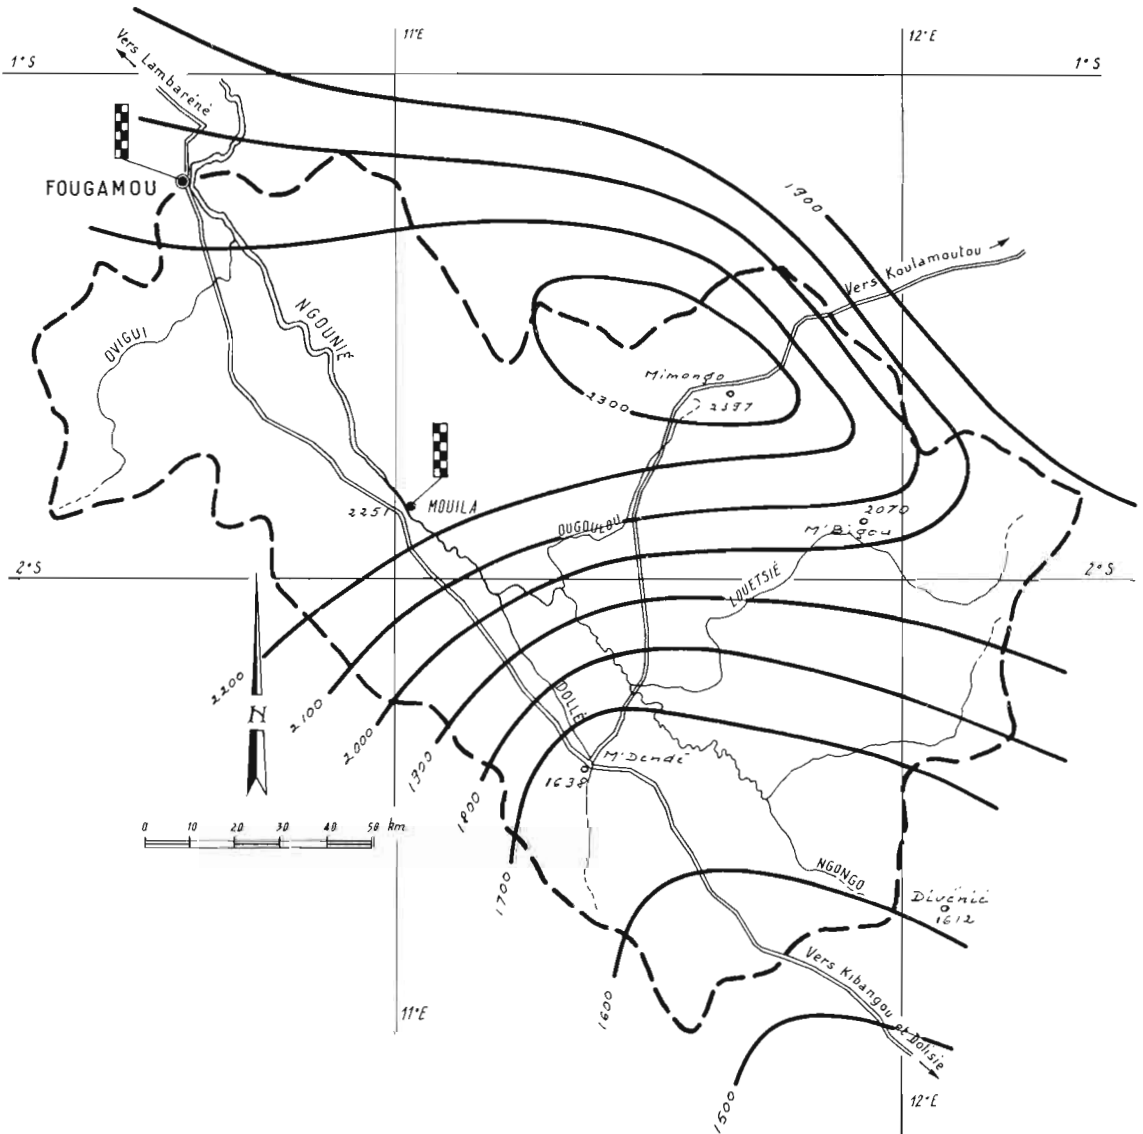 11°E
12°E
1° S
1° S
Vers Lambaréné
FOUGAMOU
1900
Vers Koulamoutou
NGOUNIÉ
OVIGUI
Mimongo
2397
2300
MOUILA
2251
OUGOULOU
2070
M'Bigou
2° S
2° S
LOUETSIÉ
2200
N
2100
2000
1900
1800
1700
DOLLÉ
M'Dendé
1638
0 10 20 30 40 50 km
NGONGO
Divénié
1612
1600
Vers Kibangou et Dolisie
11°E
1500
12°E